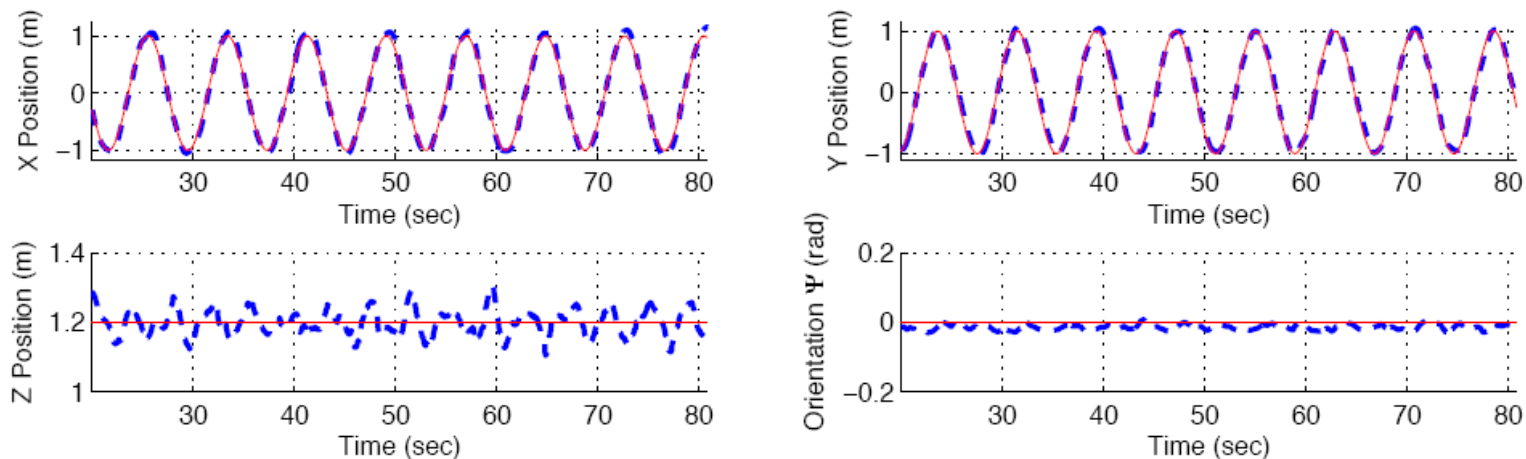 X Position (m)
1
0
−1
30 40 50 60 70 80
Time (sec)
Y Position (m)
1
0
−1
30 40 50 60 70 80
Time (sec)
Z Position (m)
1.4
1.2
1
30 40 50 60 70 80
Time (sec)
Orientation Ψ (rad)
0.2
0
−0.2
30 40 50 60 70 80
Time (sec)